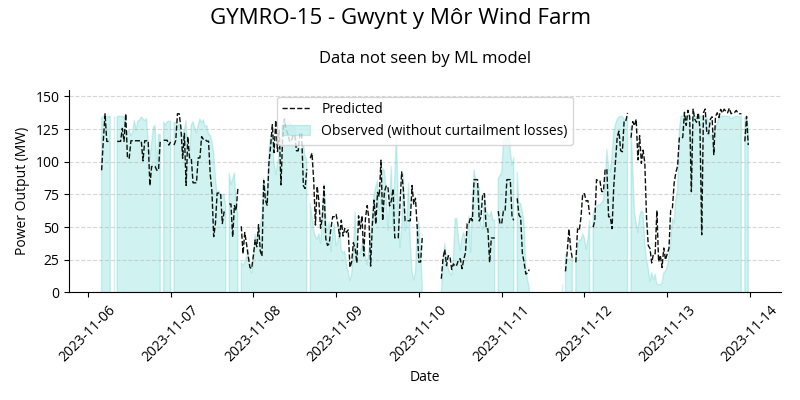 GYMRO-15 - Gwynt y Môr Wind Farm
Data not seen by ML model
Predicted
Observed (without curtailment losses)
Power Output (MW)
150
125
100
75
50
25
0
2023-11-06
2023-11-07
2023-11-08
2023-11-09
2023-11-10
2023-11-11
2023-11-12
2023-11-13
2023-11-14
Date